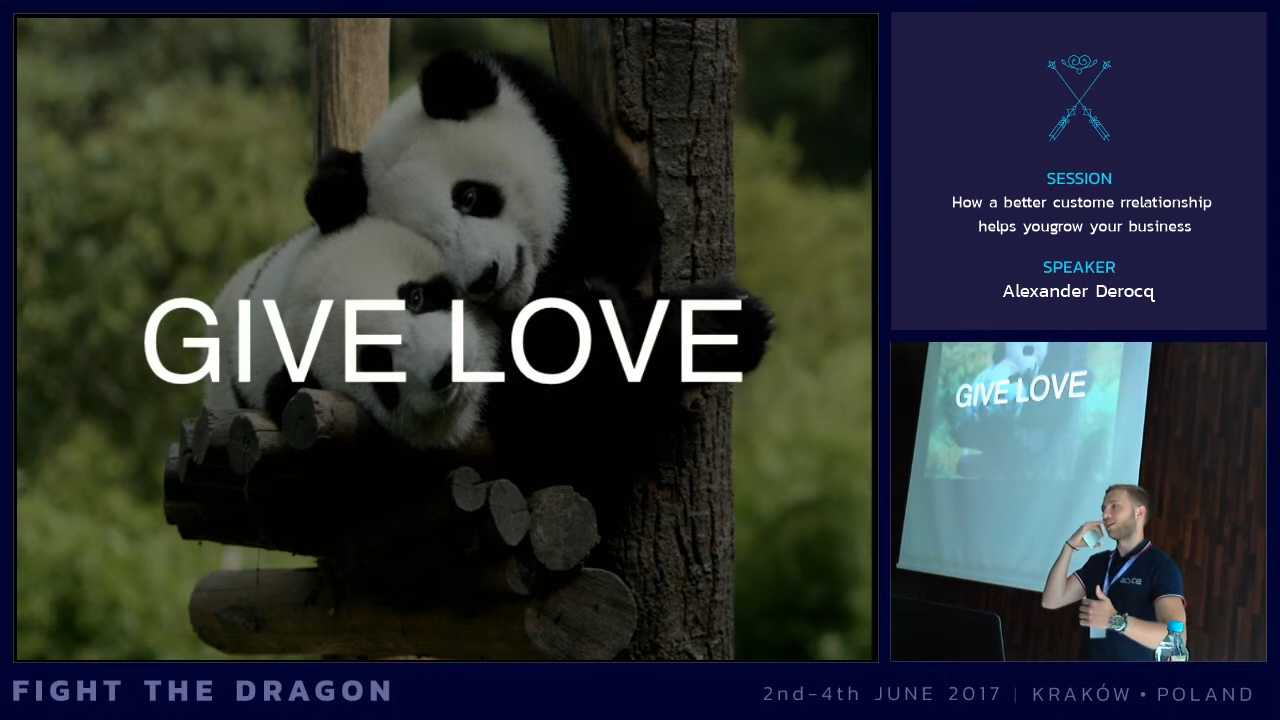 GIVE LOVE
SESSION
How a better custome rrelationship
helps yougrow your business
SPEAKER
Alexander Derocq
GIVE LOVE
FIGHT THE DRAGON
2nd-4th JUNE 2017 | KRAKÓW • POLAND